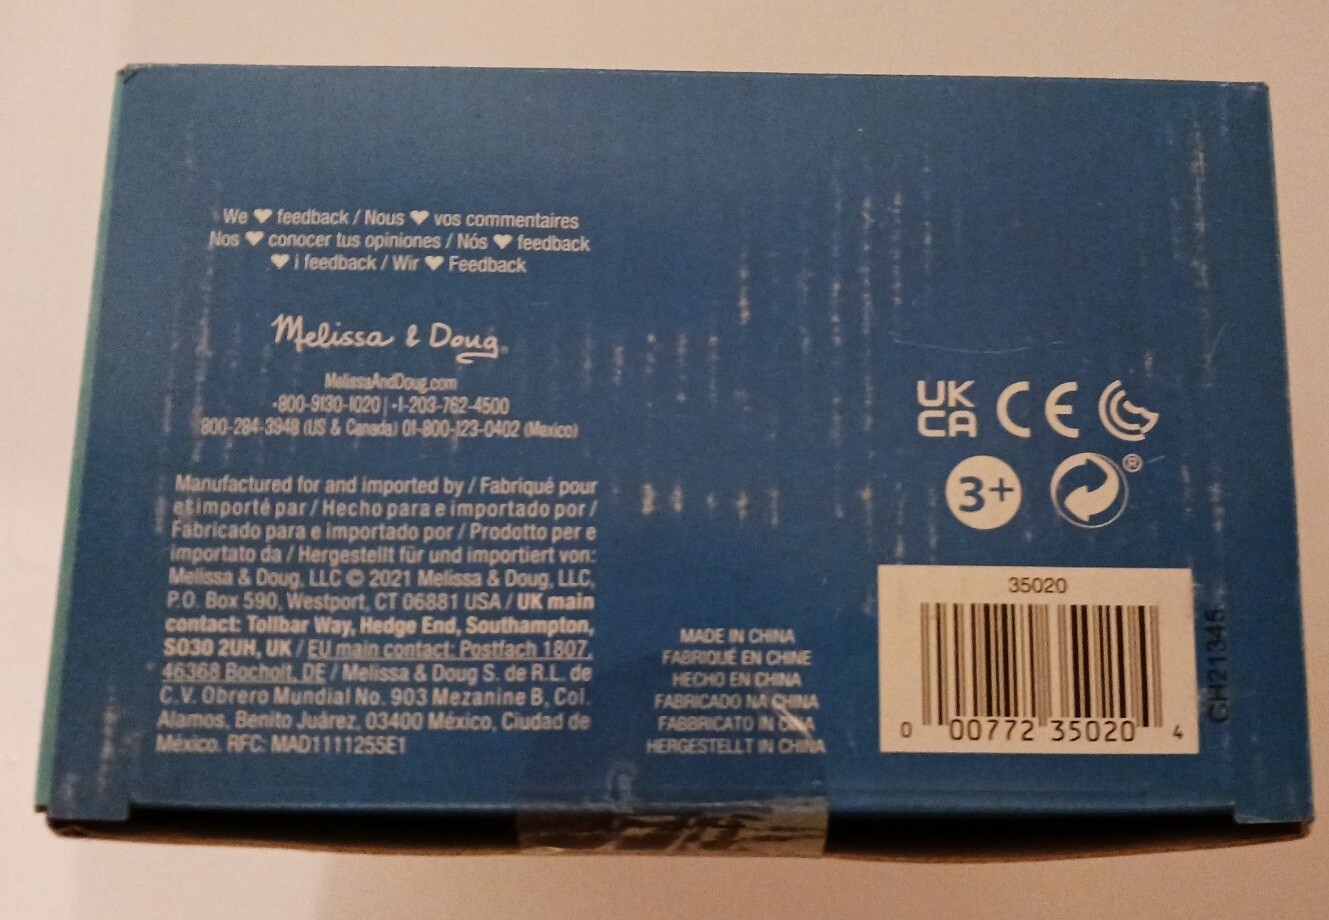 We ♥ feedback / Nous ♥ vos commentaires
Nos ♥ conocer tus opiniones / Nós ♥ feedback
♥ i feedback / Wir ♥ Feedback
Melissa & Doug.
MelissaAndDoug.com
+800-9130-1020 | +1-203-762-4500
800-284-3948 (US & Canada) 01-800-123-0402 (Mexico)
Manufactured for and imported by / Fabriqué pour
et importé par / Hecho para e importado por /
Fabricado para e importado por / Prodotto per e
importato da / Hergestellt für und importiert von:
Melissa & Doug, LLC © 2021 Melissa & Doug, LLC,
P.O. Box 590, Westport, CT 06881 USA / UK main
contact: Tollbar Way, Hedge End, Southampton,
SO30 2UH, UK / EU main contact: Postfach 1807,
46368 Bocholt, DE / Melissa & Doug S. de R.L. de
C.V. Obrero Mundial No. 903 Mezanine B, Col.
Alamos, Benito Juárez, 03400 México, Ciudad de
México. RFC: MAD1111255E1
MADE IN CHINA
FABRIQUÉ EN CHINE
HECHO EN CHINA
FABRICADO NA CHINA
FABBRICATO IN CINA
HERGESTELLT IN CHINA
UK
CA CE
3+ ®
35020
0 00772 35020 4
GH21345